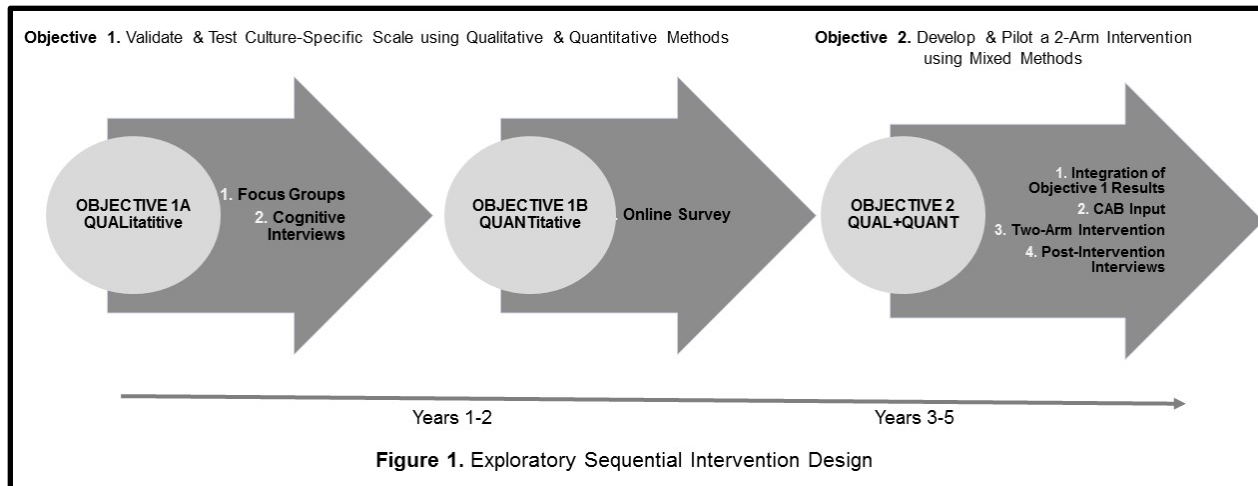 Objective 1. Validate & Test Culture-Specific Scale using Qualitative & Quantitative Methods
Objective 2. Develop & Pilot a 2-Arm Intervention
using Mixed Methods
OBJECTIVE 1A
QUALitatitive
1. Focus Groups
2. Cognitive
Interviews
OBJECTIVE 1B
QUANTitative
Online Survey
OBJECTIVE 2
QUAL+QUANT
1. Integration of
Objective 1 Results
2. CAB Input
3. Two-Arm Intervention
4. Post-Intervention
Interviews
Years 1-2
Years 3-5
Figure 1. Exploratory Sequential Intervention Design